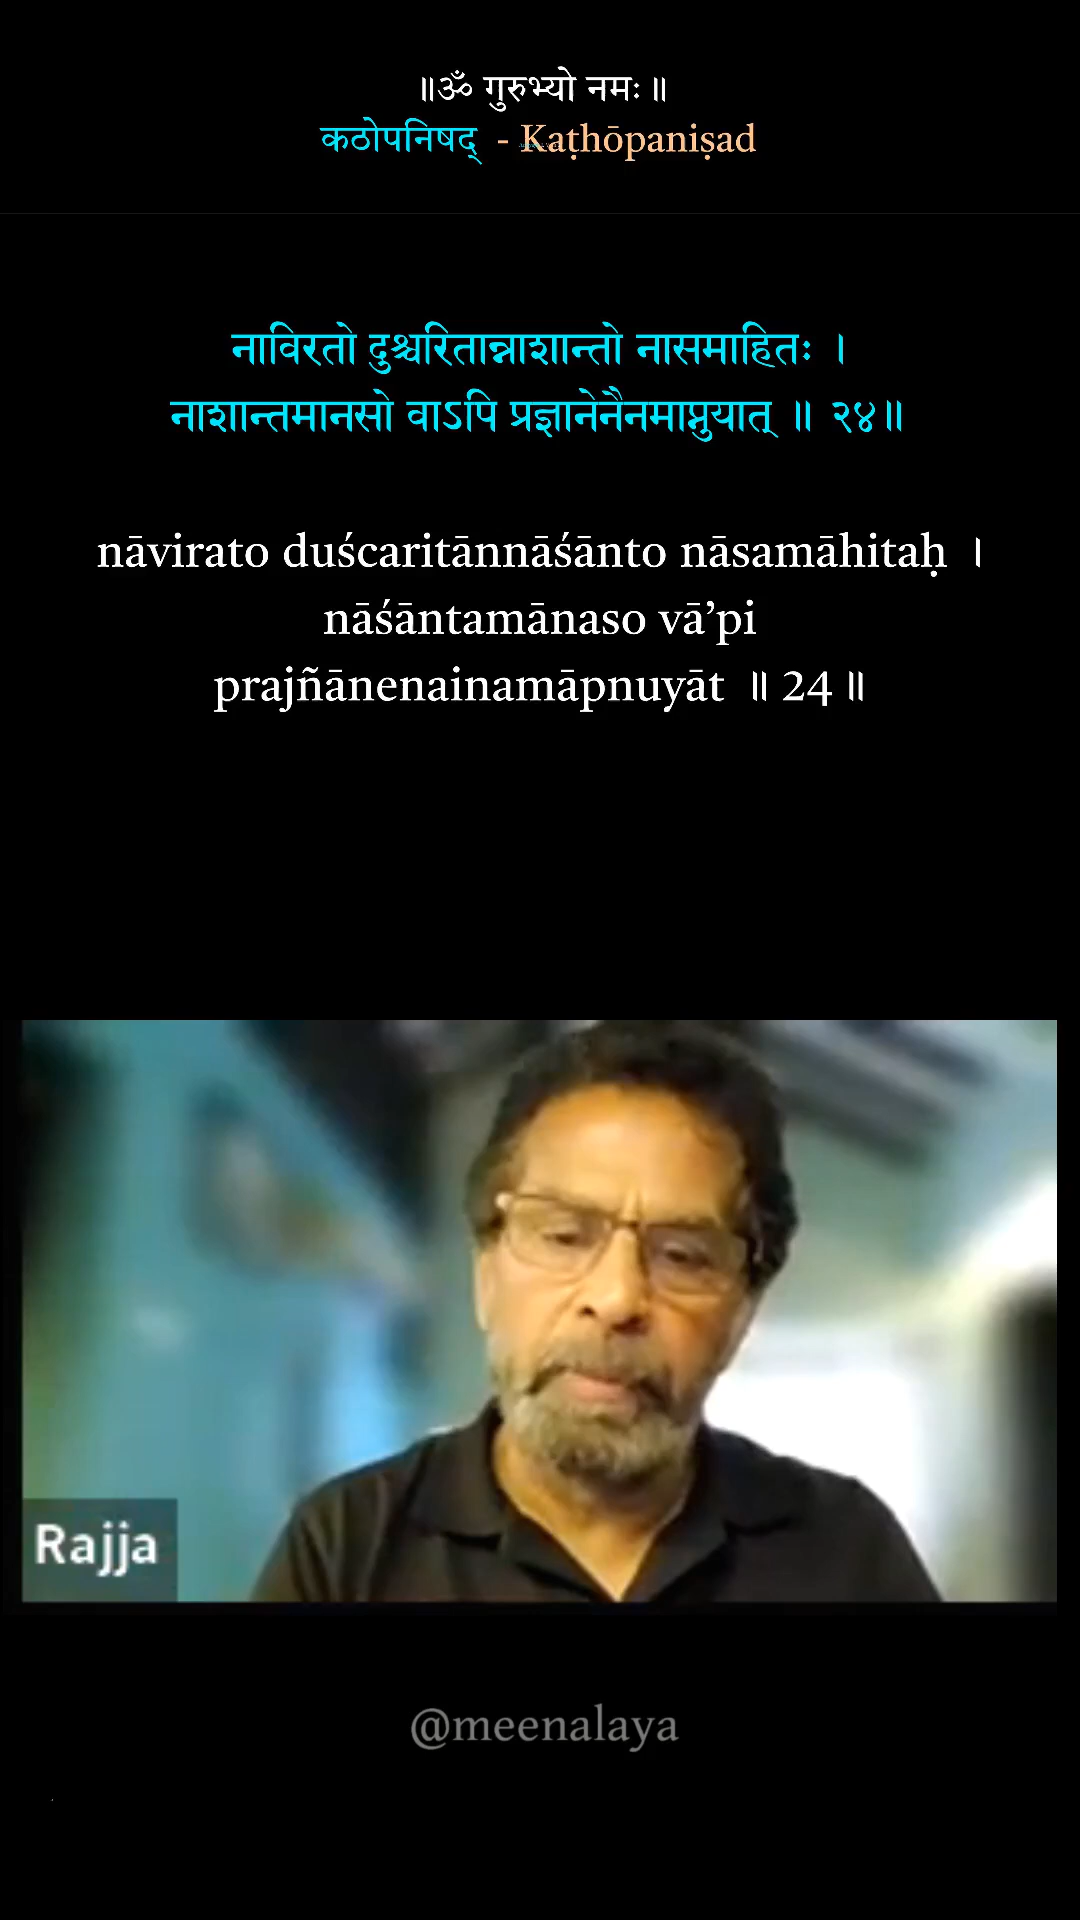 ॥ॐ गुरुभ्यो नमः॥
कठोपनिषद् - Kaṭhōpaniṣad
नाविरतो दुश्चरितान्नाशान्तो नासमाहितः ।
नाशान्तमानसो वाऽपि प्रज्ञानेनैनमाप्नुयात् ॥ २४॥
nāvirato duścaritānnāśānto nāsamāhitaḥ ।
nāśāntamānaso vā’pi
prajñānenainamāpnuyāt ॥ 24॥
Rajja
@meenalaya